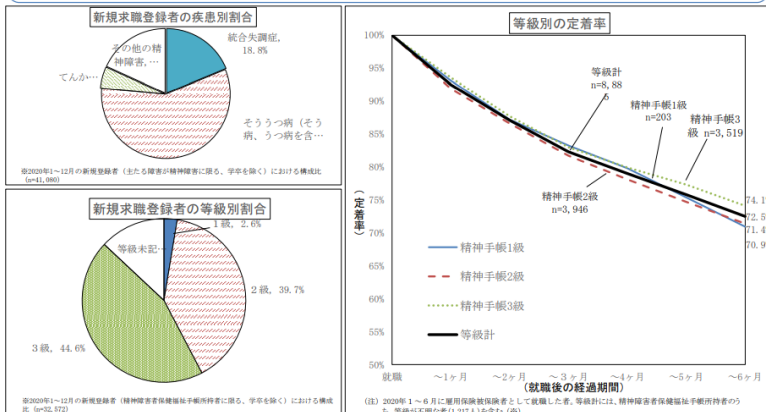 新規求職登録者の疾患別割合
統合失調症,
18.8%
その他の精
神障害,…
てんか…
そううつ病（そう
病、うつ病を含…
※2020年1～12月の新規登録者（主たる障害が精神障害に限る、学卒を除く）における構成比
(n=41,080)
新規求職登録者の等級別割合
1級, 2.6%
等級未記…
2級, 39.7%
3級, 44.6%
※2020年1～12月の新規登録者（精神障害者保健福祉手帳所持者に限る、学卒を除く）における構成
比 (n=32,572)
等級別の定着率
100%
95%
90%
85%
80%
75%
70%
65%
60%
55%
50%
（定着率）
等級計
n=8,88
5
精神手帳1級
n=203
精神手帳3
級 n=3,519
精神手帳2級
n=3,946
74.1
72.5
71.4
70.9
精神手帳1級
精神手帳2級
精神手帳3級
等級計
就職
～1ヶ月
～2ヶ月
～3ヶ月
～4ヶ月
～5ヶ月
～6ヶ月
(就職後の経過期間)
(注) 2020年1～6月に雇用保険被保険者として就職した者。等級計には、精神障害者保健福祉手帳所持者のう